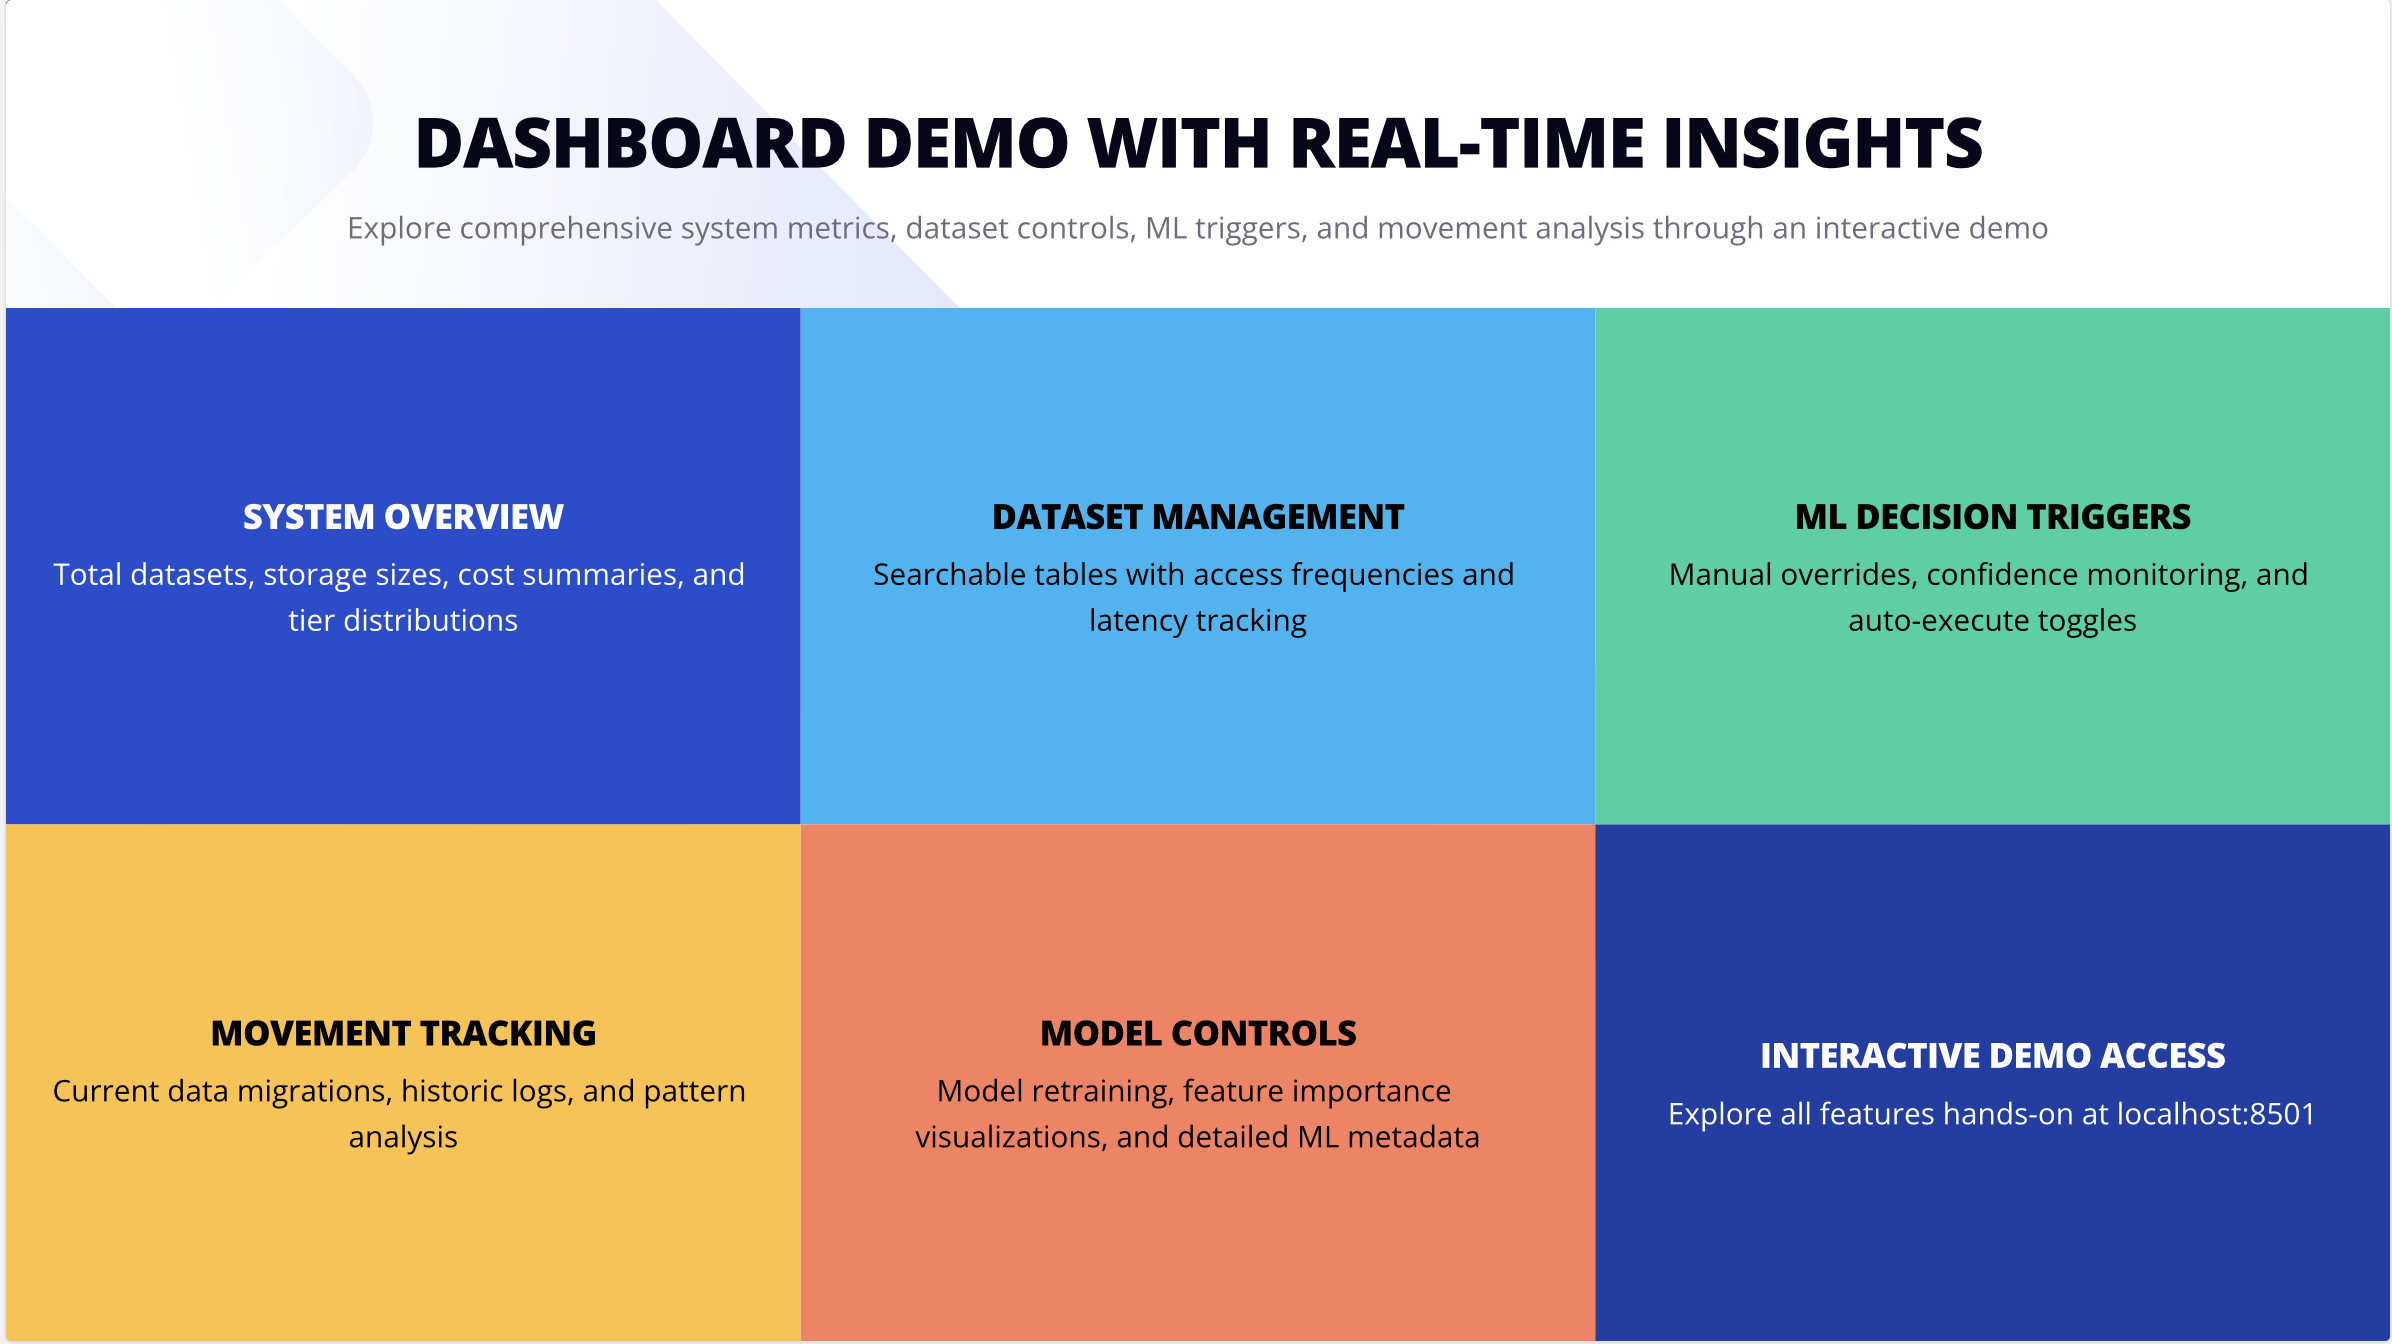 DASHBOARD DEMO WITH REAL-TIME INSIGHTS
Explore comprehensive system metrics, dataset controls, ML triggers, and movement analysis through an interactive demo
SYSTEM OVERVIEW
Total datasets, storage sizes, cost summaries, and
tier distributions
DATASET MANAGEMENT
Searchable tables with access frequencies and
latency tracking
ML DECISION TRIGGERS
Manual overrides, confidence monitoring, and
auto-execute toggles
MOVEMENT TRACKING
Current data migrations, historic logs, and pattern
analysis
MODEL CONTROLS
Model retraining, feature importance
visualizations, and detailed ML metadata
INTERACTIVE DEMO ACCESS
Explore all features hands-on at localhost:8501